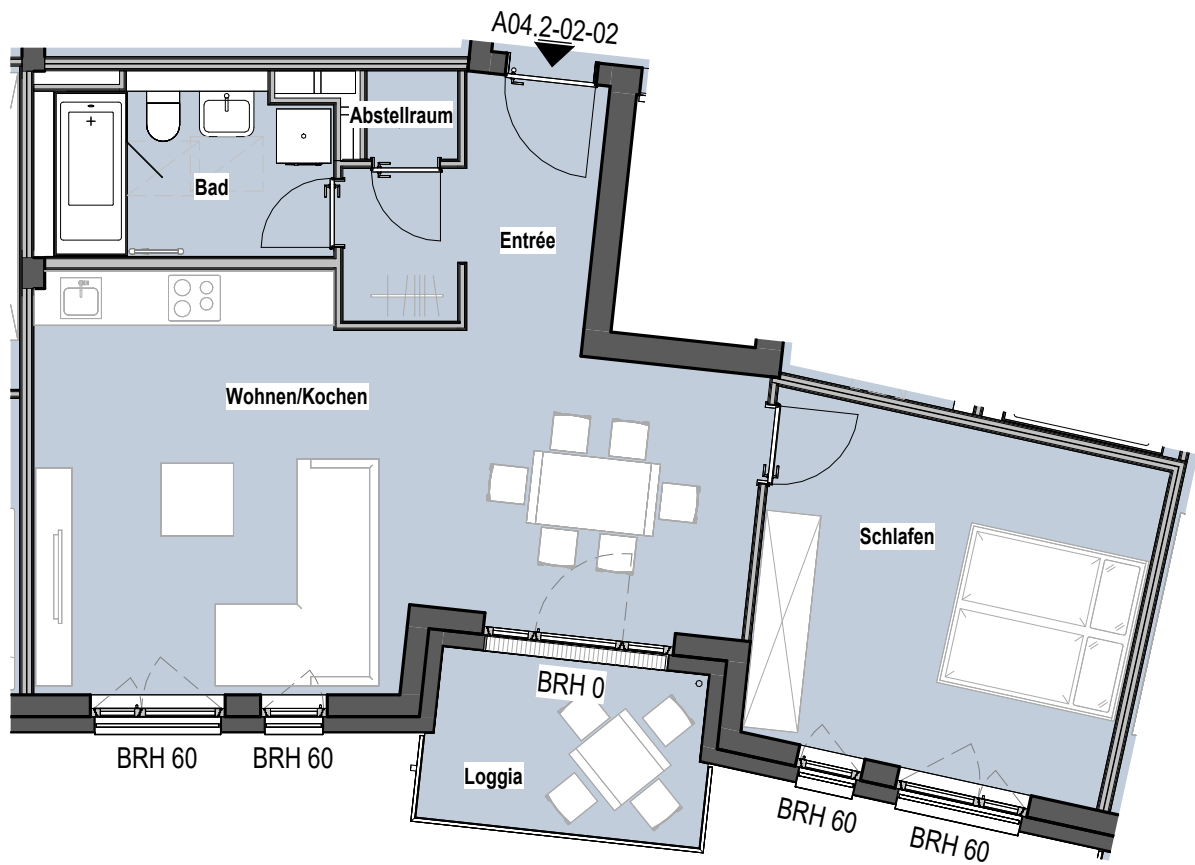 A04.2-02-02
Abstellraum
Bad
Entrée
Wohnen/Kochen
Schlafen
BRH 0
BRH 60
BRH 60
Loggia
BRH 60
BRH 60